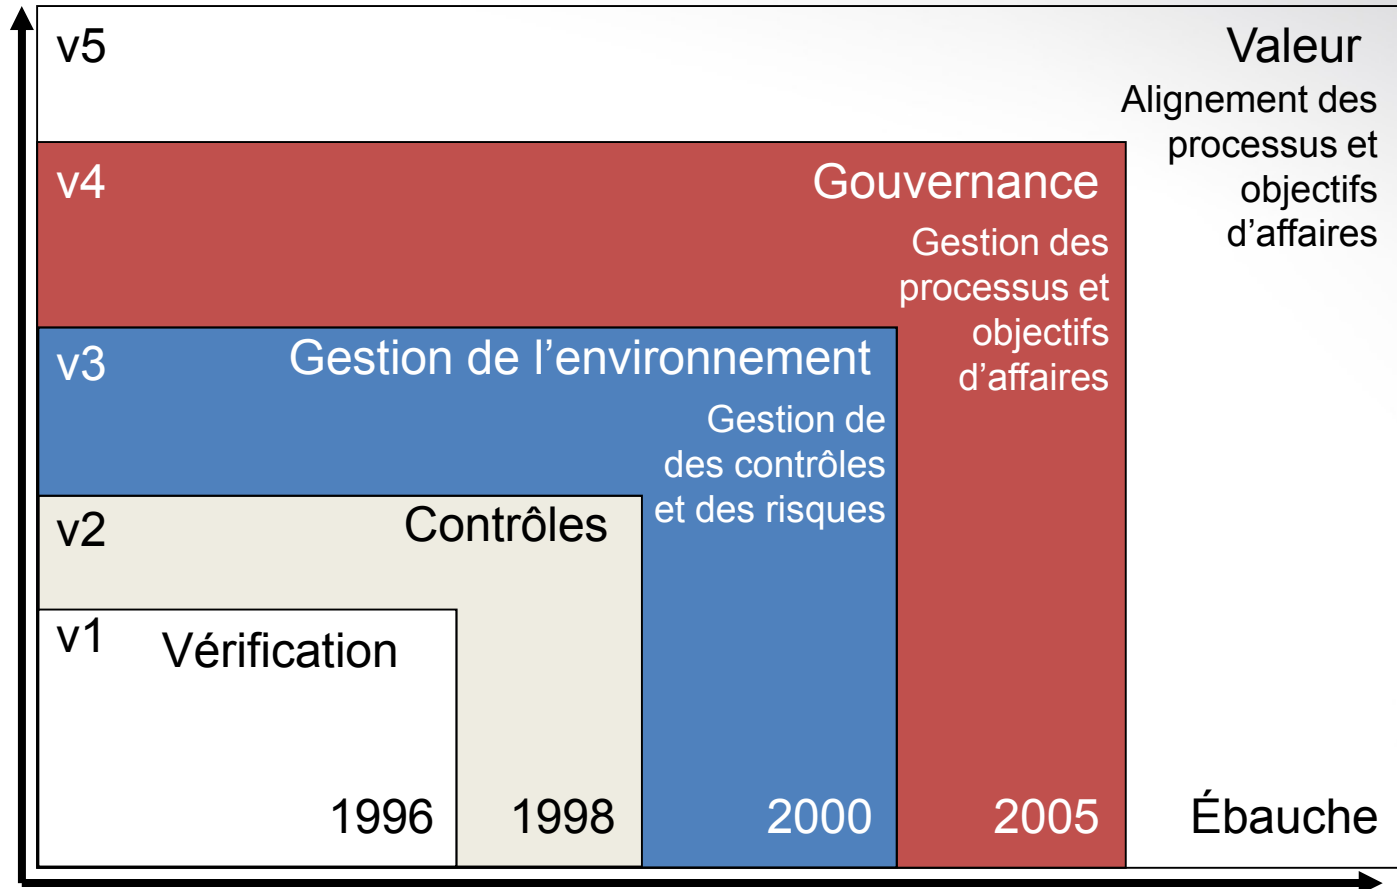 v5
Valeur
Alignement des
processus et
objectifs
d’affaires
v4
Gouvernance
Gestion des
processus et
objectifs
d’affaires
v3
Gestion de l’environnement
Gestion de
des contrôles
et des risques
v2
Contrôles
v1
Vérification
1996
1998
2000
2005
Ébauche